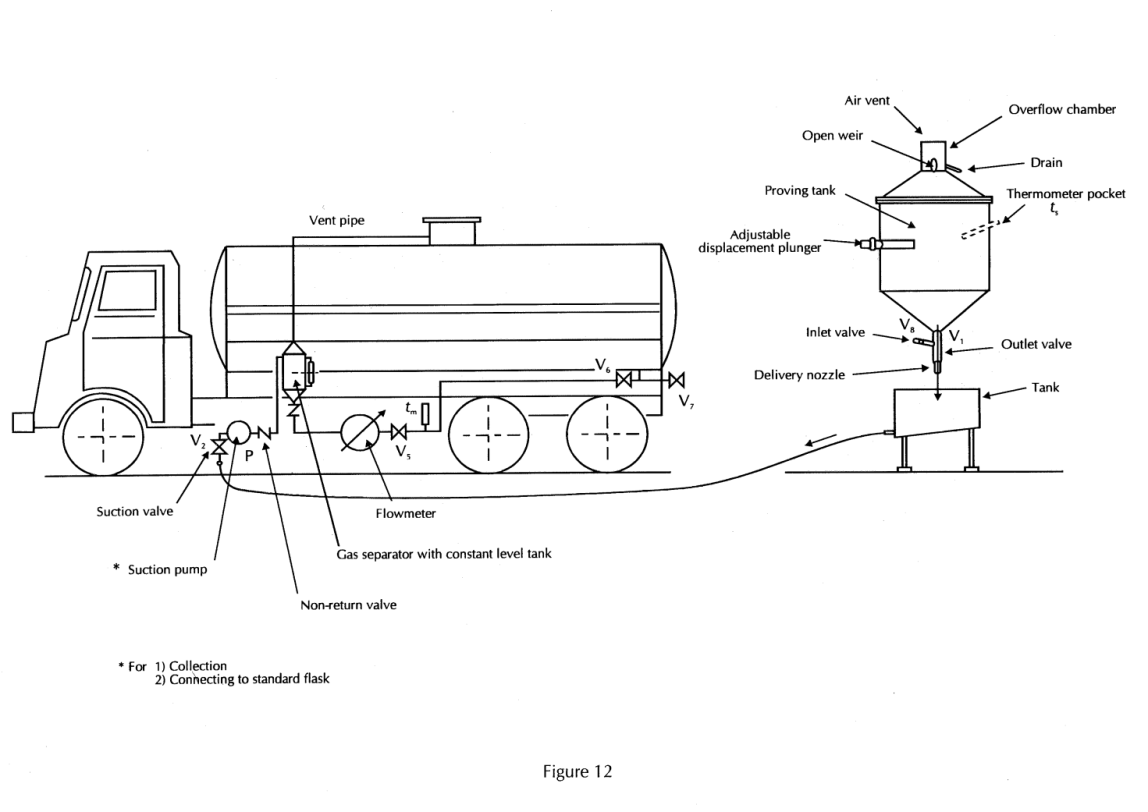 Air vent
Overflow chamber
Open weir
Drain
Proving tank
Thermometer pocket
ts
Vent pipe
Adjustable
displacement plunger
V8
V1
Inlet valve
Outlet valve
V6
Delivery nozzle
Tank
V7
tm
V2
P
V5
Suction valve
Flowmeter
Gas separator with constant level tank
* Suction pump
Non-return valve
* For 1) Collection
2) Connecting to standard flask
Figure 12